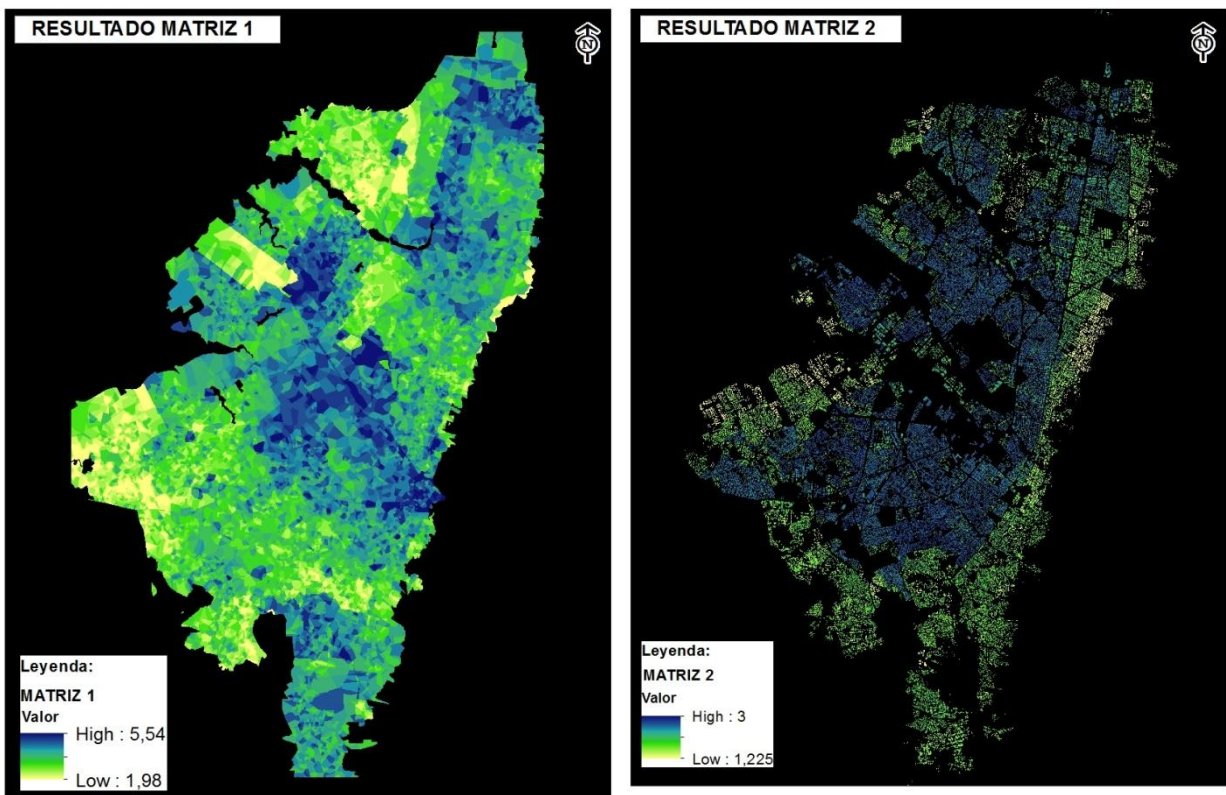 RESULTADO MATRIZ 1
N
Leyenda:
MATRIZ 1
Valor
High : 5,54
Low : 1,98
RESULTADO MATRIZ 2
N
Leyenda:
MATRIZ 2
Valor
High : 3
Low : 1,225